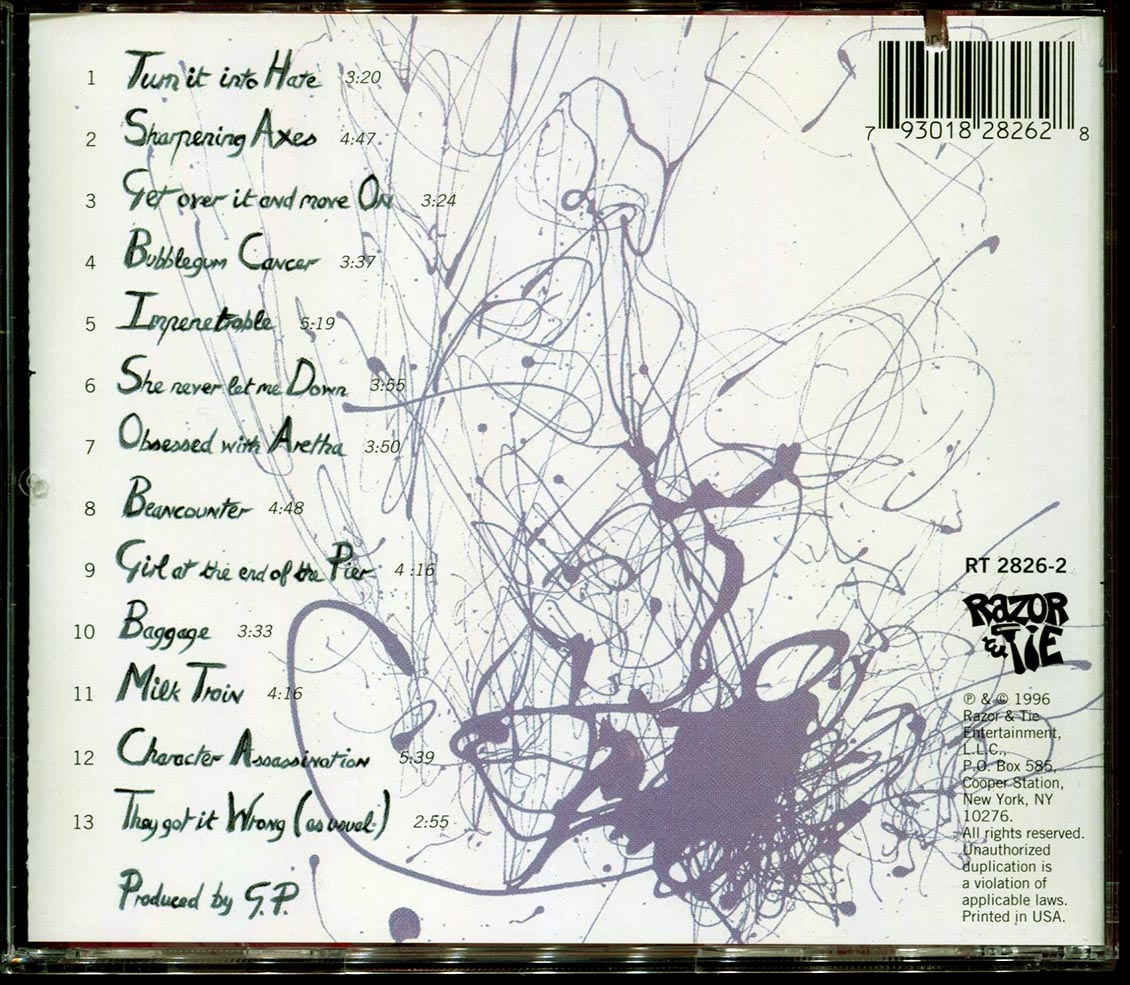 1 Turn it into Hate 3:20
2 Sharpening Axes 4:47
3 Get over it and move On 3:24
4 Bubblegum Cancer 3:37
5 Impenetrable 5:19
6 She never let me Down 3:55
7 Obsessed with Aretha 3:50
8 Beancounter 4:48
9 Girl at the end of the Pier 4:16
10 Baggage 3:33
11 Milk Train 4:16
12 Character Assassination 5:39
13 They got it Wrong (as usual) 2:55
Produced by G.P.
7 93018 28262 8
RT 2826-2
RAZOR
& TIE
℗ & © 1996
Razor & Tie
Entertainment,
L.L.C.,
P.O. Box 585,
Cooper Station,
New York, NY
10276.
All rights reserved.
Unauthorized
duplication is
a violation of
applicable laws.
Printed in USA.